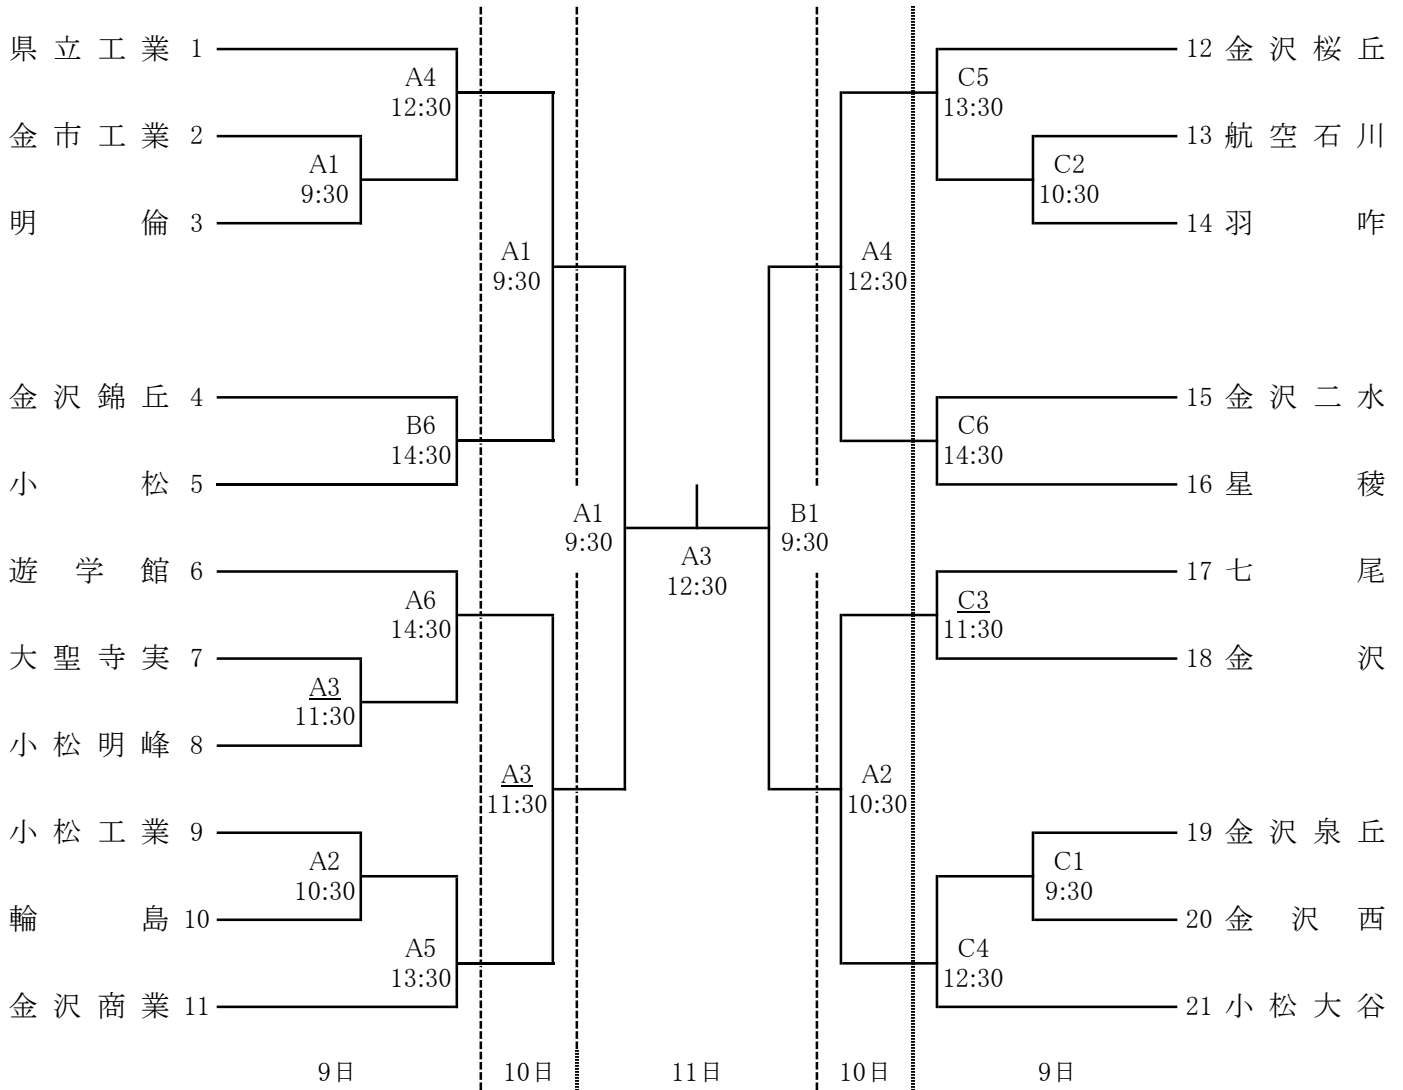 県立工業 1
A4
12:30
金市工業 2
A1
9:30
明倫 3
A1
9:30
金沢錦丘 4
B6
14:30
小松 5
A1
9:30
遊学館 6
A6
14:30
大聖寺実 7
A3
11:30
小松明峰 8
A3
11:30
小松工業 9
A2
10:30
輪島 10
A5
13:30
金沢商業 11
A3
12:30
12 金沢桜丘
C5
13:30
13 航空石川
C2
10:30
14 羽咋
A4
12:30
15 金沢二水
C6
14:30
16 星稜
B1
9:30
17 七尾
C3
11:30
18 金沢
A2
10:30
19 金沢泉丘
C1
9:30
20 金沢西
C4
12:30
21 小松大谷
9日 10日 11日 10日 9日